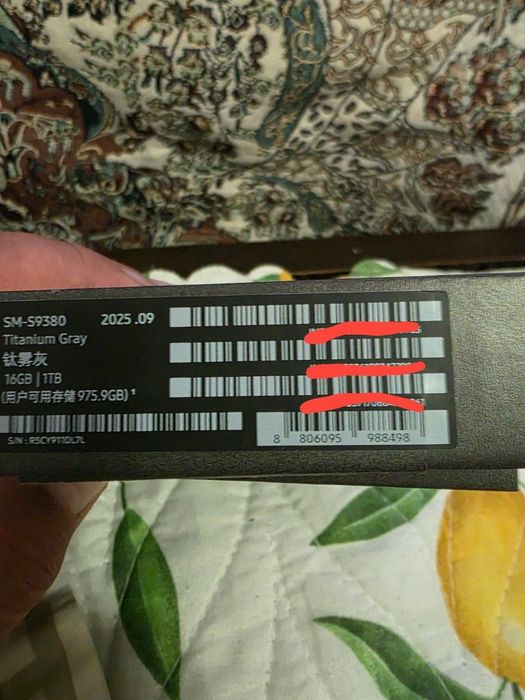 SM-S9380 2025.09
Titanium Gray
钛雾灰
16GB | 1TB
(用户可用存储 975.9GB) ¹
S/N : R5CY911DL7L
8 806095 988498